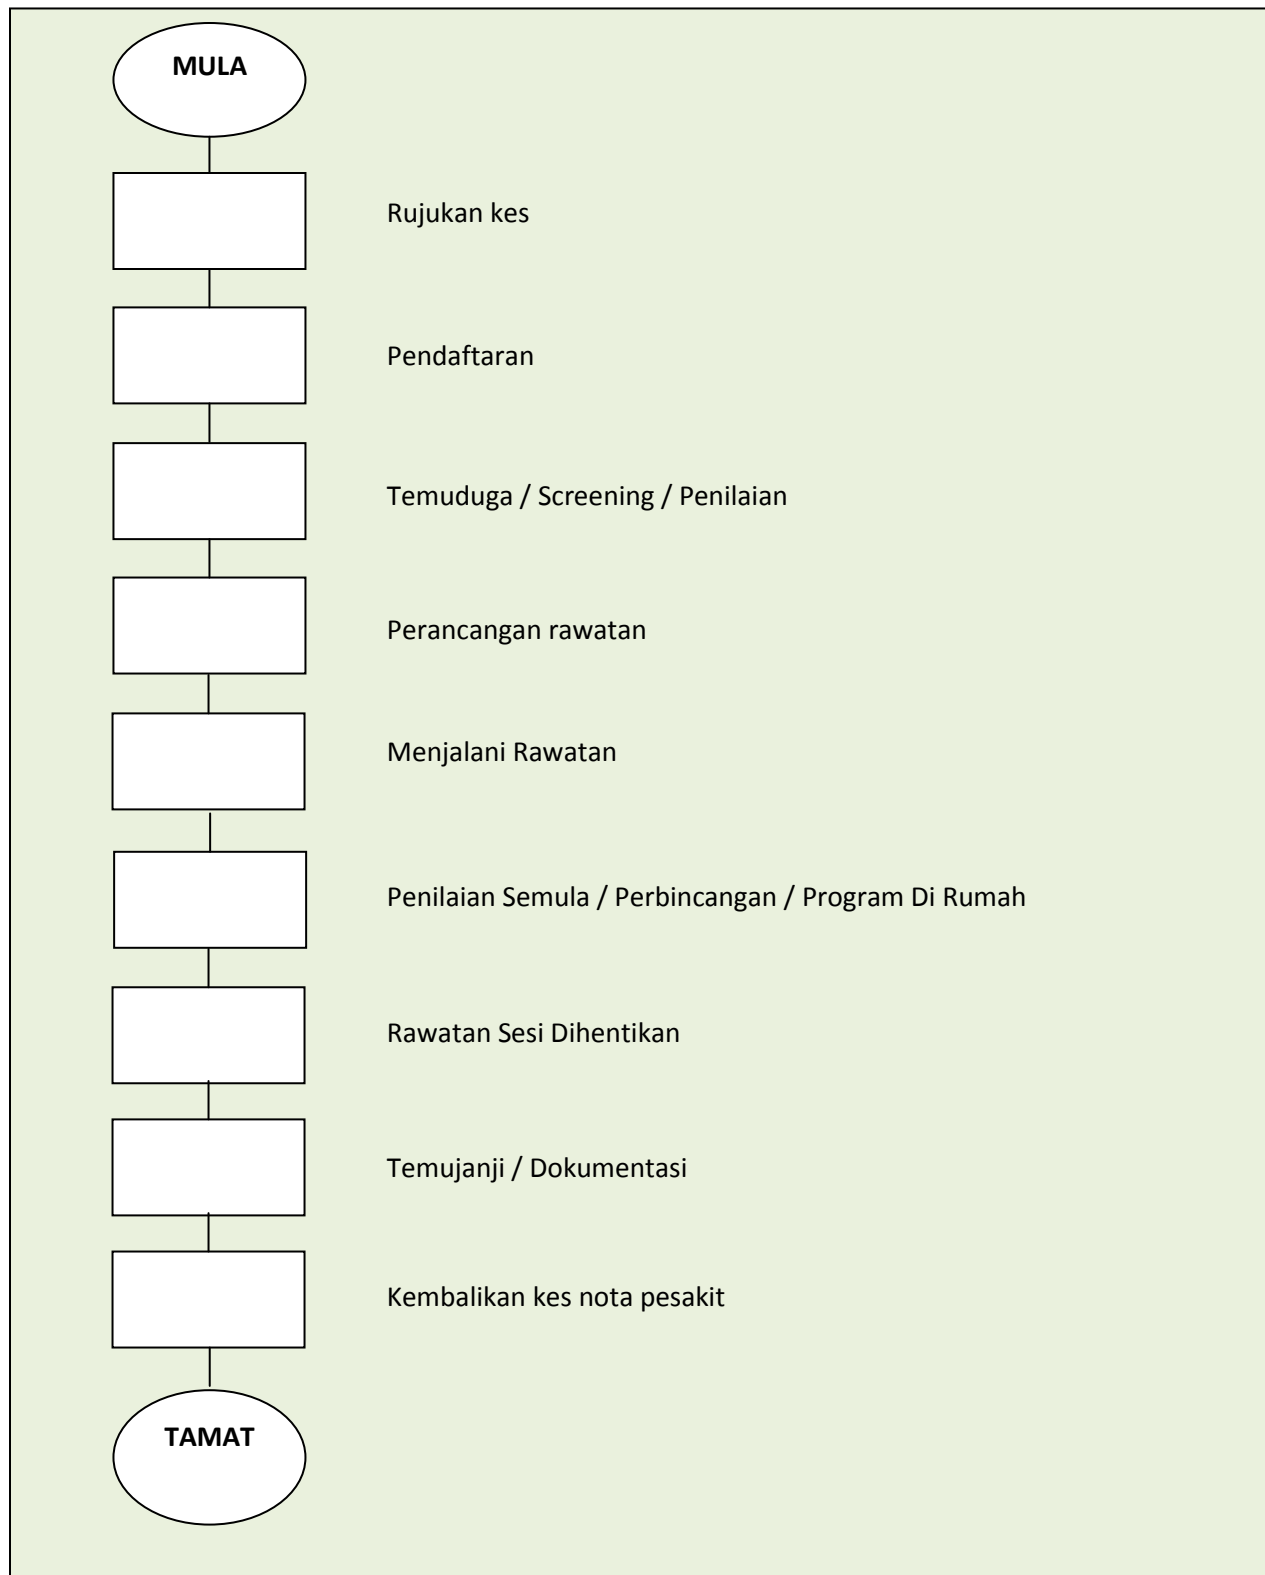 MULA
Rujukan kes
Pendaftaran
Temuduga / Screening / Penilaian
Perancangan rawatan
Menjalani Rawatan
Penilaian Semula / Perbincangan / Program Di Rumah
Rawatan Sesi Dihentikan
Temujanji / Dokumentasi
Kembalikan kes nota pesakit
TAMAT